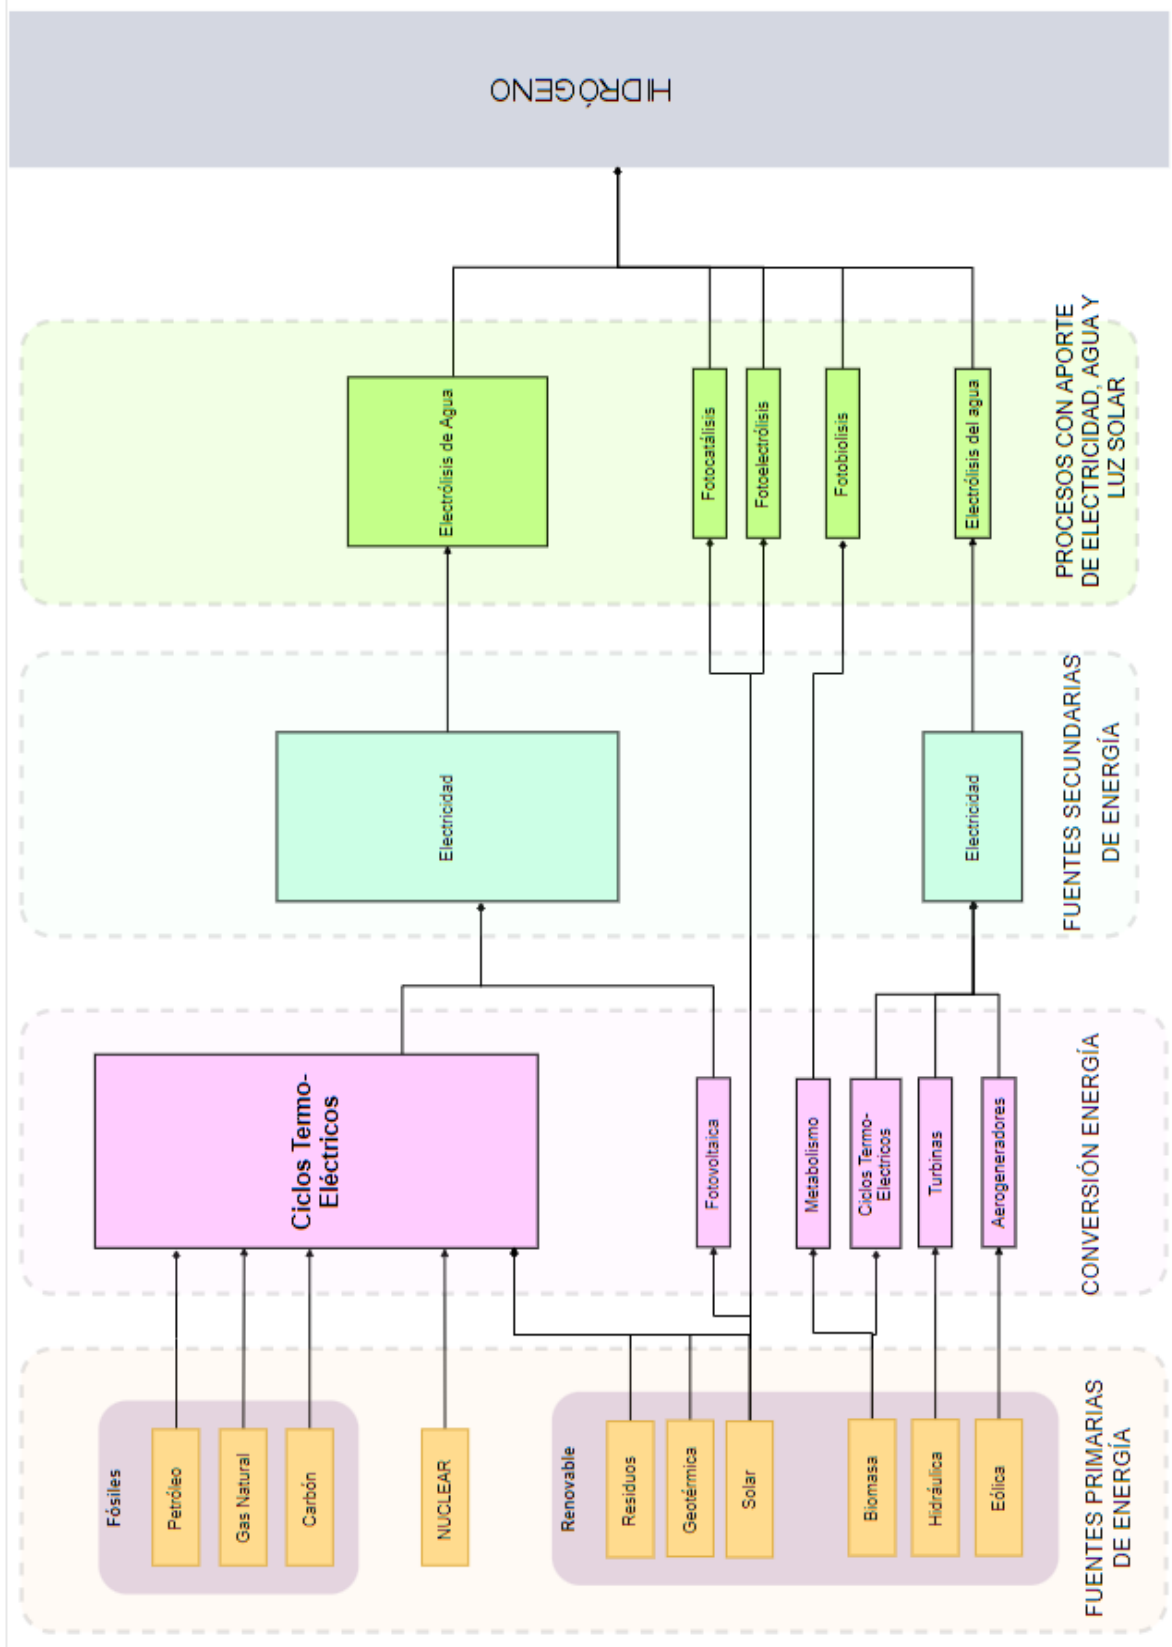 HIDRÓGENO
Electrólisis de Agua
Fotocatálisis
Fotoelectrólisis
Fotobiolisis
Electrólisis del agua
PROCESOS CON APORTE
DE ELECTRICIDAD, AGUA Y
LUZ SOLAR
Electricidad
Electricidad
FUENTES SECUNDARIAS
DE ENERGÍA
Ciclos Termo-
Eléctricos
Fotovoltaica
Metabolismo
Ciclos Termo-
Electricos
Turbinas
Aerogeneradores
CONVERSIÓN ENERGÍA
Fósiles
Petróleo
Gas Natural
Carbón
NUCLEAR
Renovable
Residuos
Geotérmica
Solar
Biomasa
Hidráulica
Eólica
FUENTES PRIMARIAS
DE ENERGÍA